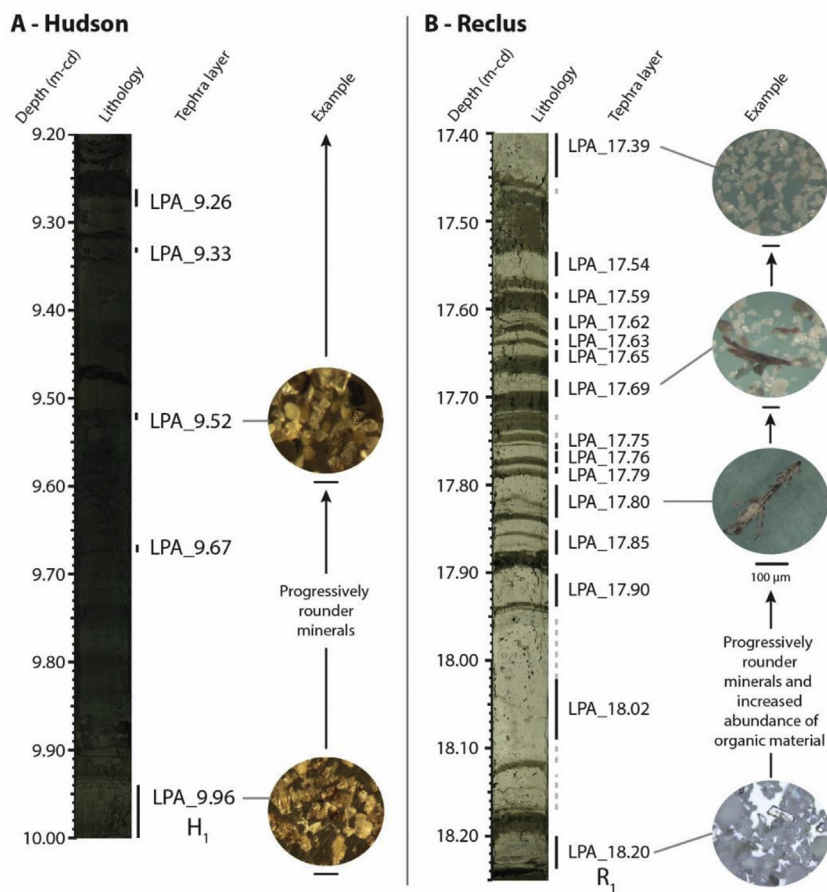 A - Hudson
Depth (m-cd)
Lithology
Tephra layer
Example
9.20
9.30
9.40
9.50
9.60
9.70
9.80
9.90
10.00
LPA_9.26
LPA_9.33
LPA_9.52
LPA_9.67
LPA_9.96
H1
Progressively
rounder
minerals
B - Reclus
Depth (m-cd)
Lithology
Tephra layer
Example
17.40
17.50
17.60
17.70
17.80
17.90
18.00
18.10
18.20
LPA_17.39
LPA_17.54
LPA_17.59
LPA_17.62
LPA_17.63
LPA_17.65
LPA_17.69
LPA_17.75
LPA_17.76
LPA_17.79
LPA_17.80
LPA_17.85
LPA_17.90
LPA_18.02
LPA_18.20
R1
100 µm
Progressively
rounder
minerals and
increased
abundance of
organic material